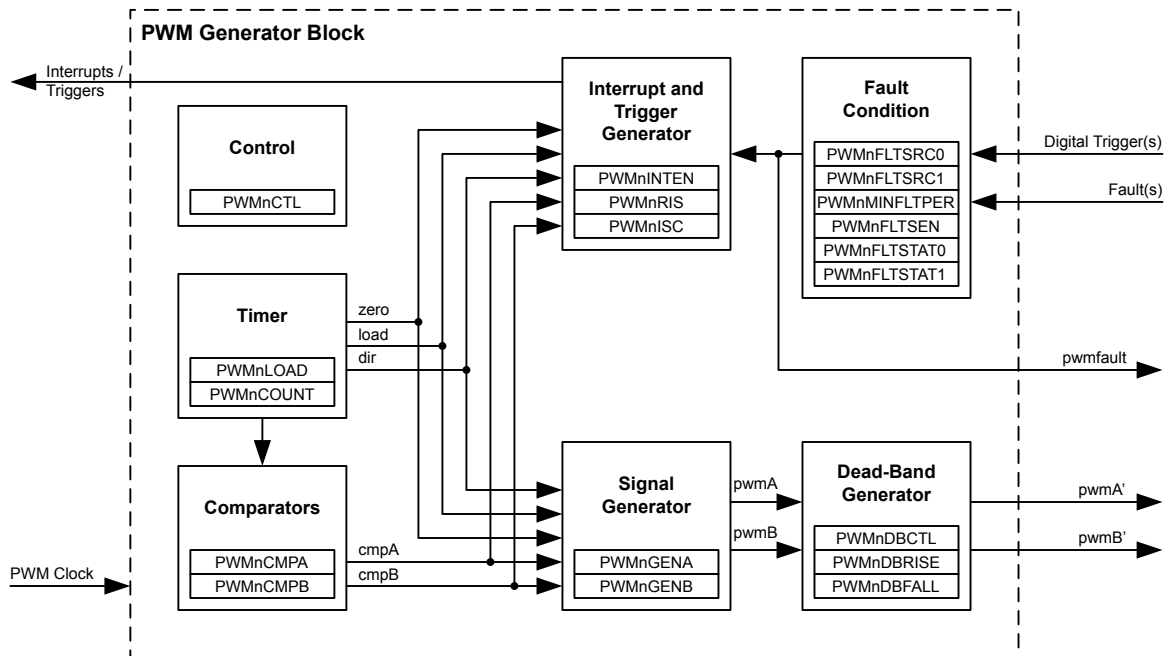 PWM Generator Block
Interrupts /
Triggers
Control
PWMnCTL
Interrupt and
Trigger
Generator
PWMnINTEN
PWMnRIS
PWMnISC
Fault
Condition
PWMnFLTSRC0
PWMnFLTSRC1
PWMnMINFLTPER
PWMnFLTSEN
PWMnFLTSTAT0
PWMnFLTSTAT1
Digital Trigger(s)
Fault(s)
Timer
PWMnLOAD
PWMnCOUNT
zero
load
dir
pwmfault
Comparators
PWMnCMPA
PWMnCMPB
cmpA
cmpB
Signal
Generator
PWMnGENA
PWMnGENB
pwmA
pwmB
Dead-Band
Generator
PWMnDBCTL
PWMnDBRISE
PWMnDBFALL
pwmA’
pwmB’
PWM Clock